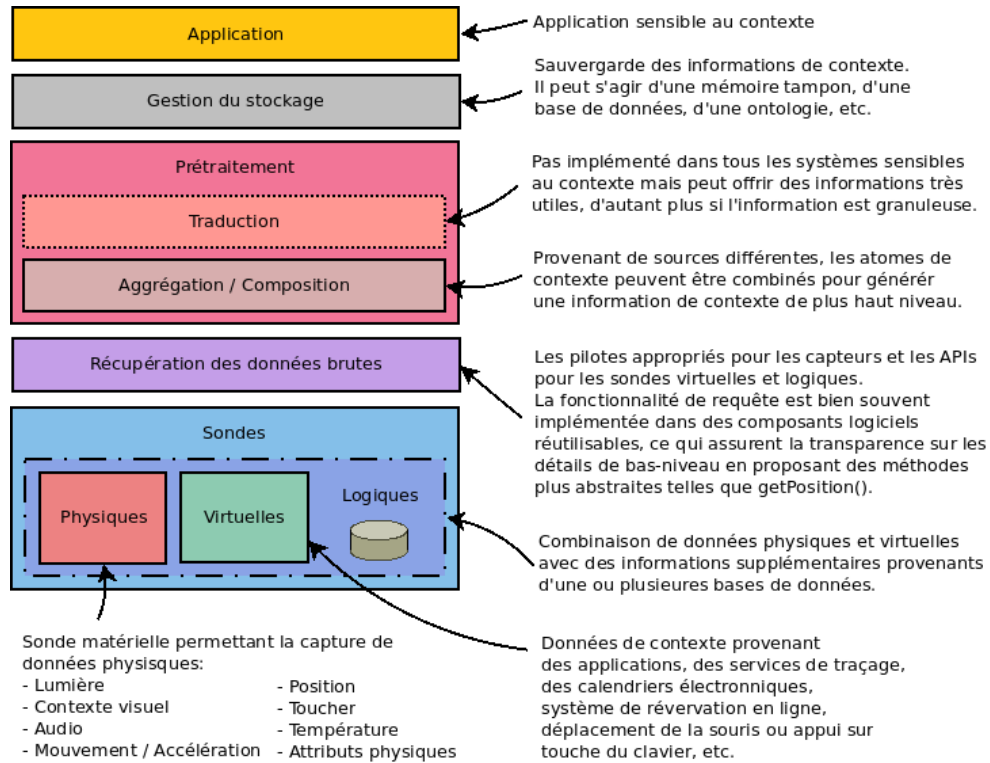 Application
Application sensible au contexte
Gestion du stockage
Sauvergarde des informations de contexte.
Il peut s'agir d'une mémoire tampon, d'une
base de données, d'une ontologie, etc.
Prétraitement
Traduction
Pas implémenté dans tous les systèmes sensibles
au contexte mais peut offrir des informations très
utiles, d'autant plus si l'information est granuleuse.
Aggrégation / Composition
Provenant de sources différentes, les atomes de
contexte peuvent être combinés pour générér
une information de contexte de plus haut niveau.
Récupération des données brutes
Les pilotes appropriés pour les capteurs et les APIs
pour les sondes virtuelles et logiques.
La fonctionnalité de requête est bien souvent
implémentée dans des composants logiciels
réutilisables, ce qui assurent la transparence sur les
détails de bas-niveau en proposant des méthodes
plus abstraites telles que getPosition().
Sondes
Physiques
Virtuelles
Logiques
Combinaison de données physiques et virtuelles
avec des informations supplémentaires provenants
d'une ou plusieures bases de données.
Sonde matérielle permettant la capture de
données physisques:
- Lumière
- Contexte visuel
- Audio
- Mouvement / Accélération
- Position
- Toucher
- Température
- Attributs physiques
Données de contexte provenant
des applications, des services de traçage,
des calendriers électronniques,
système de révervation en ligne,
déplacement de la souris ou appui sur
touche du clavier, etc.